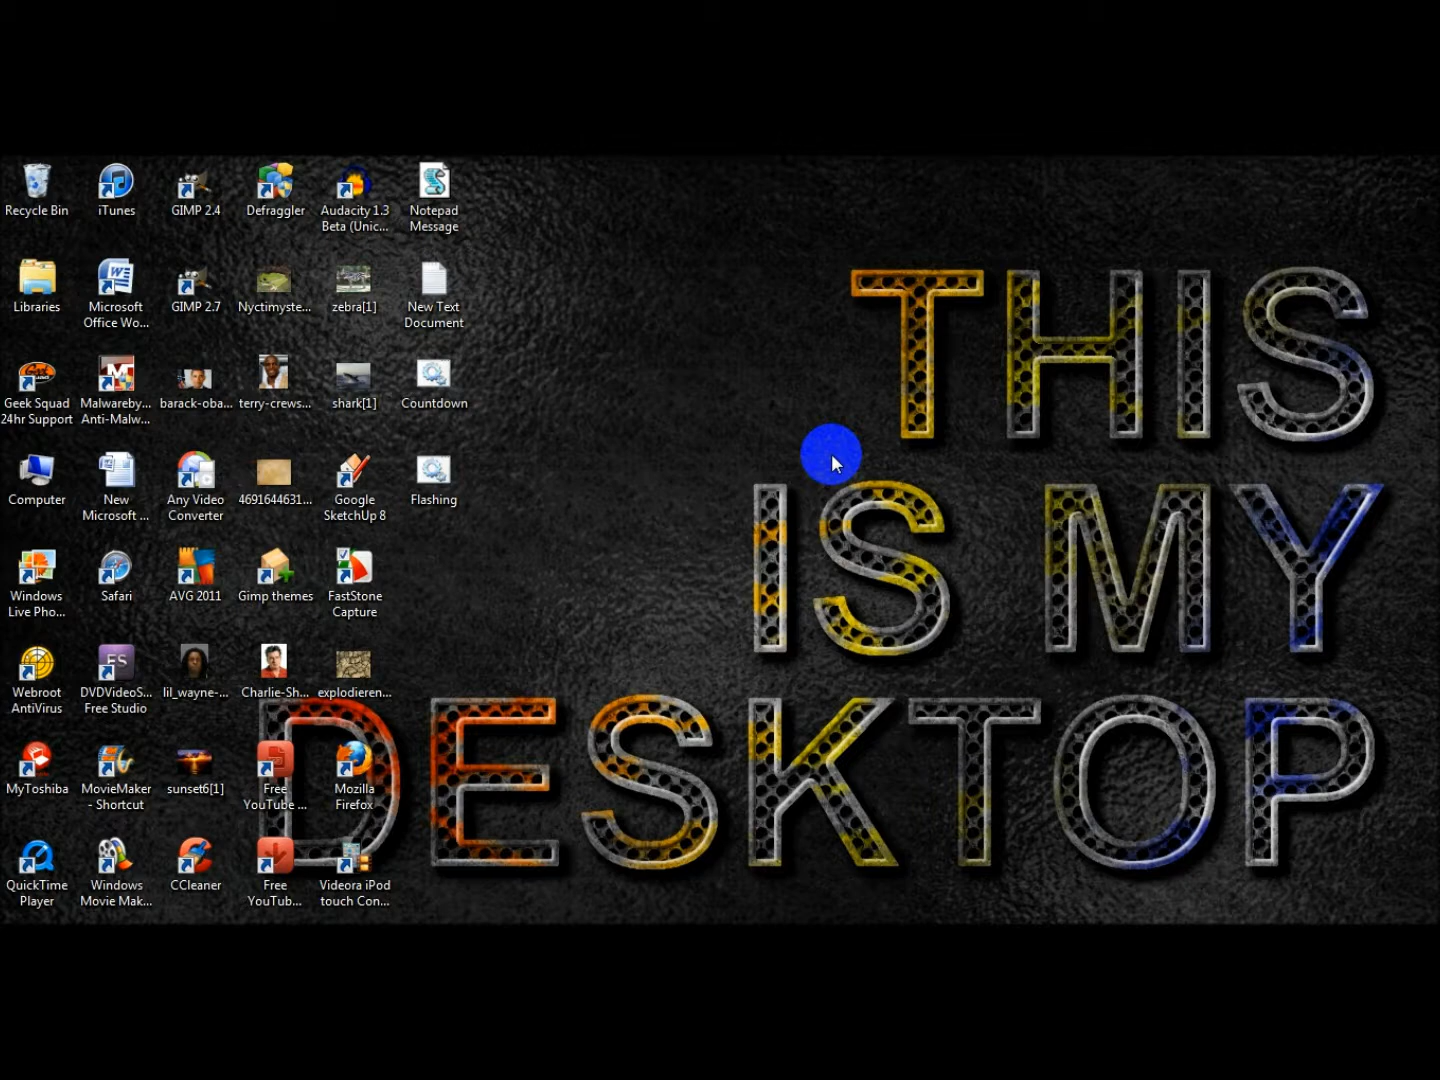 Recycle Bin
iTunes
GIMP 2.4
Defraggler
Audacity 1.3
Beta (Unic...
Notepad
Message
Libraries
Microsoft
Office Wo...
GIMP 2.7
Nyctimyste...
zebra[1]
New Text
Document
Geek Squad
24hr Support
Malwareby...
Anti-Malw...
barack-oba...
terry-crews...
shark[1]
Countdown
Computer
New
Microsoft ...
Any Video
Converter
4691644631...
Google
SketchUp 8
Flashing
Windows
Live Pho...
Safari
AVG 2011
Gimp themes
FastStone
Capture
Webroot
AntiVirus
DVDVideoS...
Free Studio
lil_wayne-...
Charlie-Sh...
explodieren...
MyToshiba
MovieMaker
- Shortcut
sunset6[1]
Free
YouTube ...
Mozilla
Firefox
QuickTime
Player
Windows
Movie Mak...
CCleaner
Free
YouTub...
Videora iPod
touch Con...
THIS
IS MY
DESKTOP